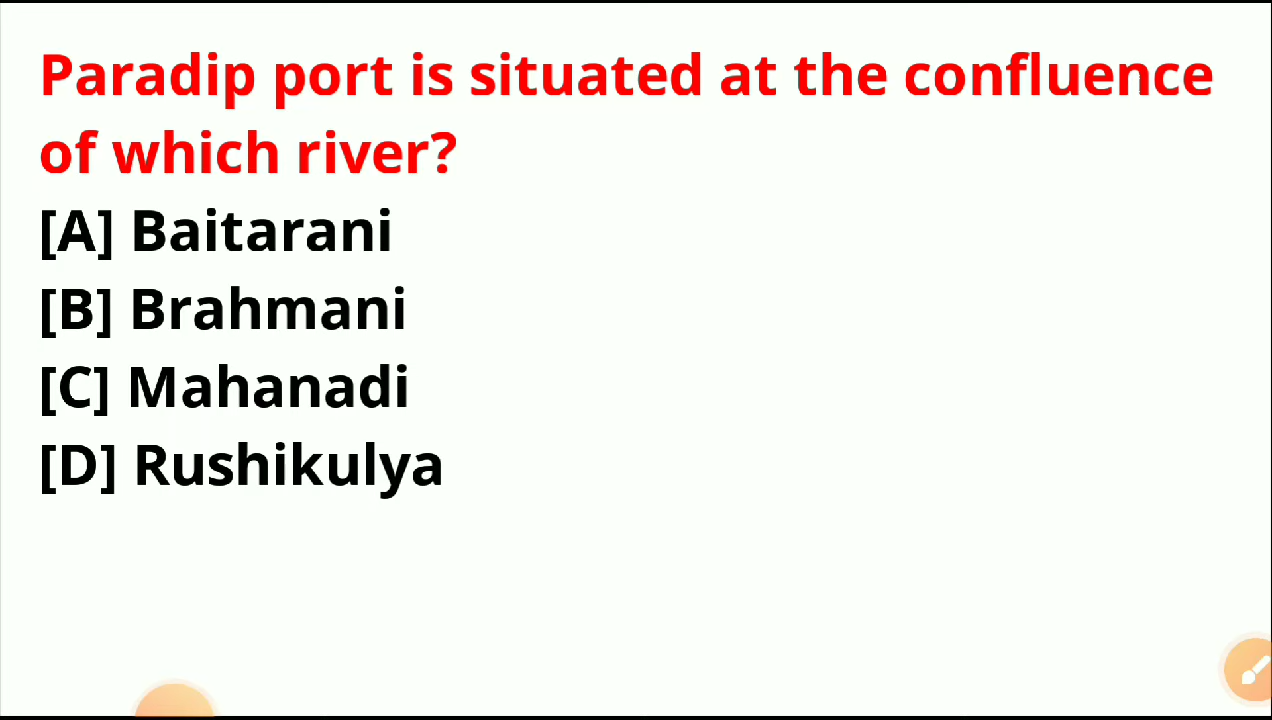 Paradip port is situated at the confluence
of which river?
[A] Baitarani
[B] Brahmani
[C] Mahanadi
[D] Rushikulya